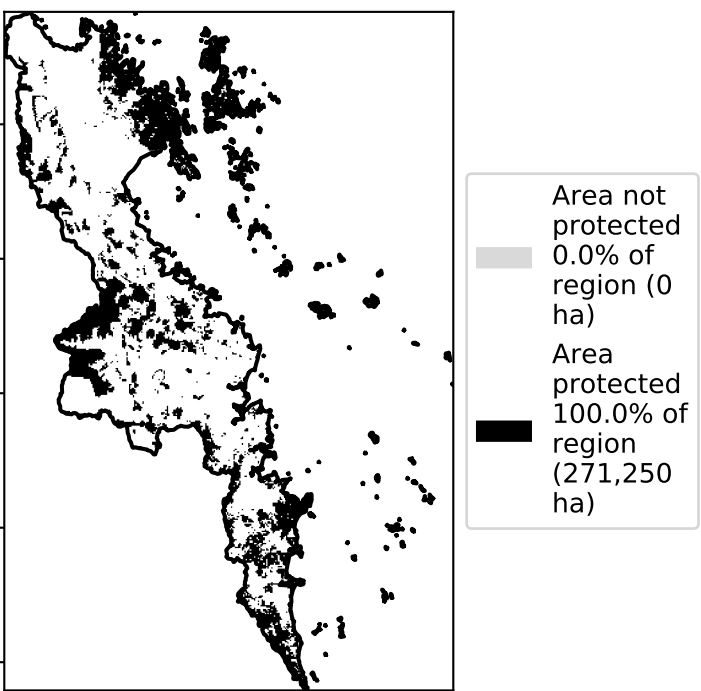 Area not
protected
0.0% of
region (0
ha)
Area
protected
100.0% of
region
(271,250
ha)